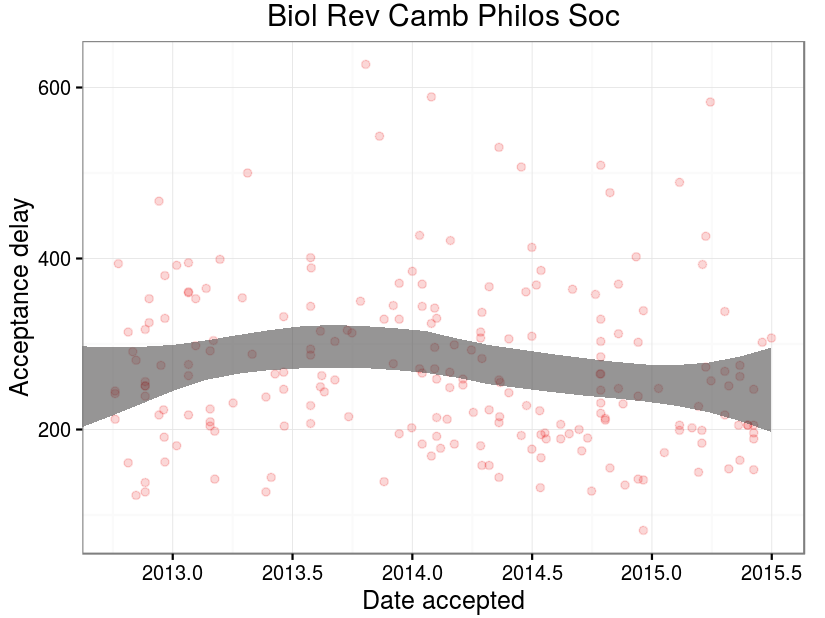 Biol Rev Camb Philos Soc
Acceptance delay
600
400
200
2013.0 2013.5 2014.0 2014.5 2015.0 2015.5
Date accepted